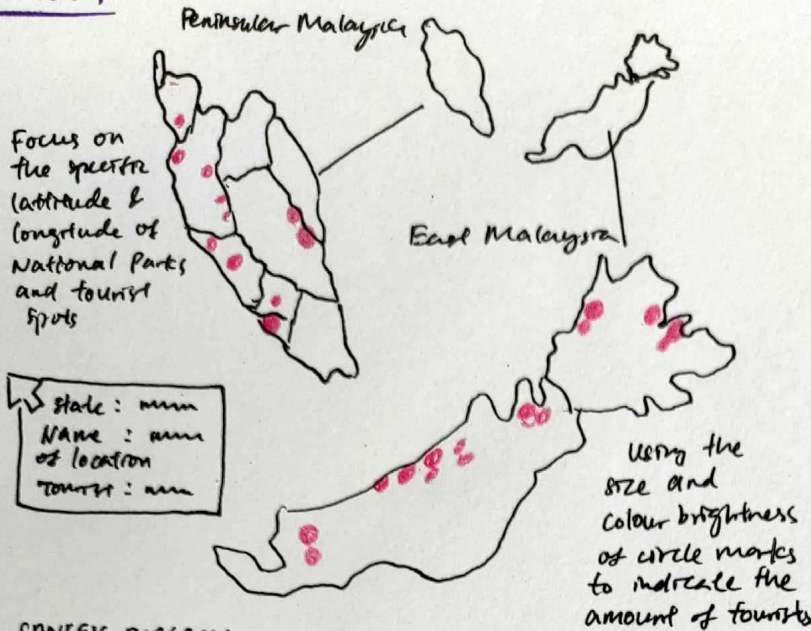 Peninsular Malaysia
Focus on
the specific
lattitude &
longitude of
National Parks
and tourist
spots
East Malaysia
State :
Name :
of location
Tourist :
Using the
size and
colour brightness
of circle marks
to indicate the
amount of tourists